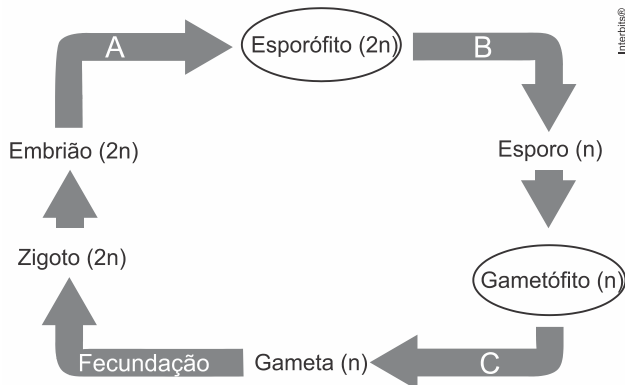 Interbits®
A
Esporófito (2n)
B
Embrião (2n)
Esporo (n)
Zigoto (2n)
Gametófito (n)
Fecundação
Gameta (n)
C